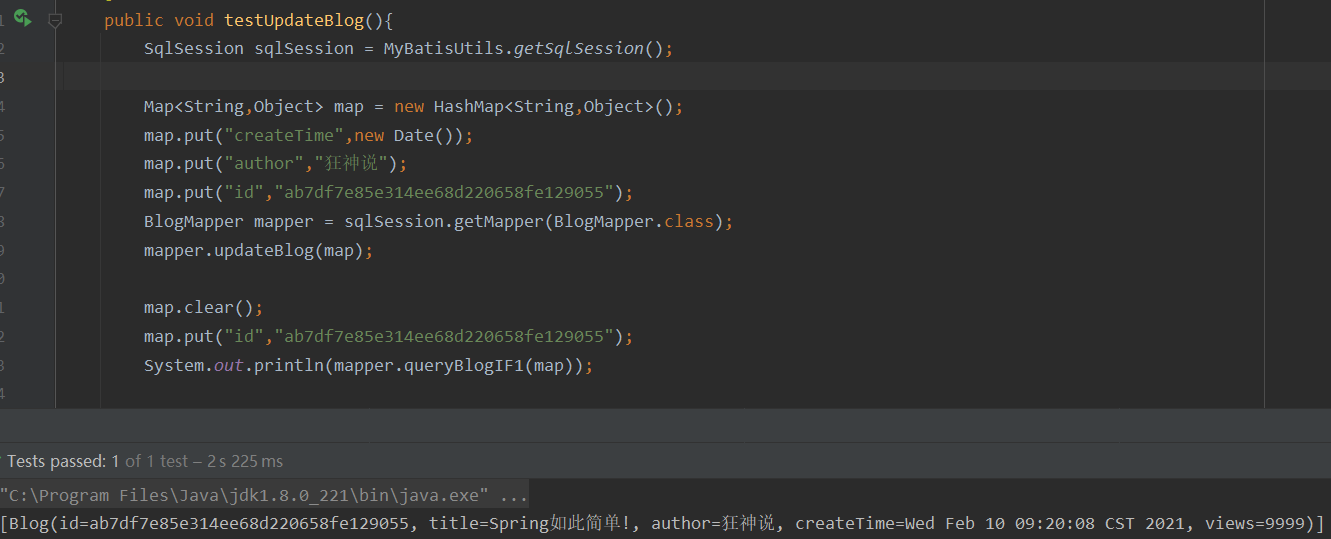 1 public void testUpdateBlog(){
2 SqlSession sqlSession = MyBatisUtils.getSqlSession();
3
4 Map<String,Object> map = new HashMap<String,Object>();
5 map.put("createTime",new Date());
6 map.put("author","狂神说");
7 map.put("id","ab7df7e85e314ee68d220658fe129055");
8 BlogMapper mapper = sqlSession.getMapper(BlogMapper.class);
9 mapper.updateBlog(map);
0
1 map.clear();
2 map.put("id","ab7df7e85e314ee68d220658fe129055");
3 System.out.println(mapper.queryBlogIF1(map));
4
Tests passed: 1 of 1 test – 2 s 225 ms
"C:\Program Files\Java\jdk1.8.0_221\bin\java.exe" ...
[Blog(id=ab7df7e85e314ee68d220658fe129055, title=Spring如此简单!, author=狂神说, createTime=Wed Feb 10 09:20:08 CST 2021, views=9999)]